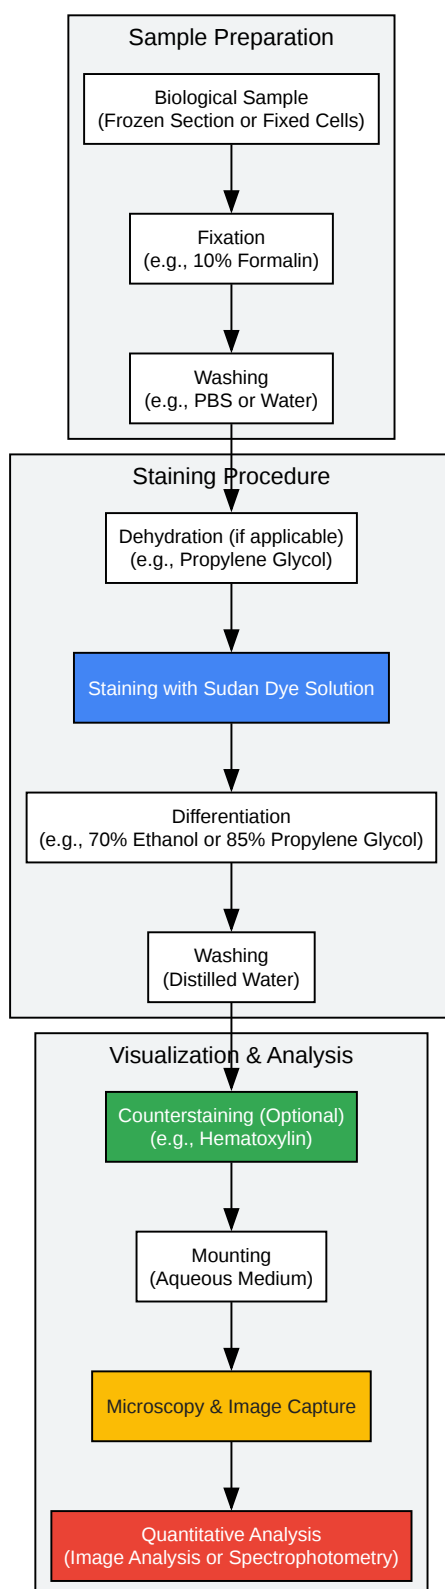 Sample Preparation
Biological Sample
(Frozen Section or Fixed Cells)
Fixation
(e.g., 10% Formalin)
Washing
(e.g., PBS or Water)
Staining Procedure
Dehydration (if applicable)
(e.g., Propylene Glycol)
Staining with Sudan Dye Solution
Differentiation
(e.g., 70% Ethanol or 85% Propylene Glycol)
Washing
(Distilled Water)
Visualization & Analysis
Counterstaining (Optional)
(e.g., Hematoxylin)
Mounting
(Aqueous Medium)
Microscopy & Image Capture
Quantitative Analysis
(Image Analysis or Spectrophotometry)